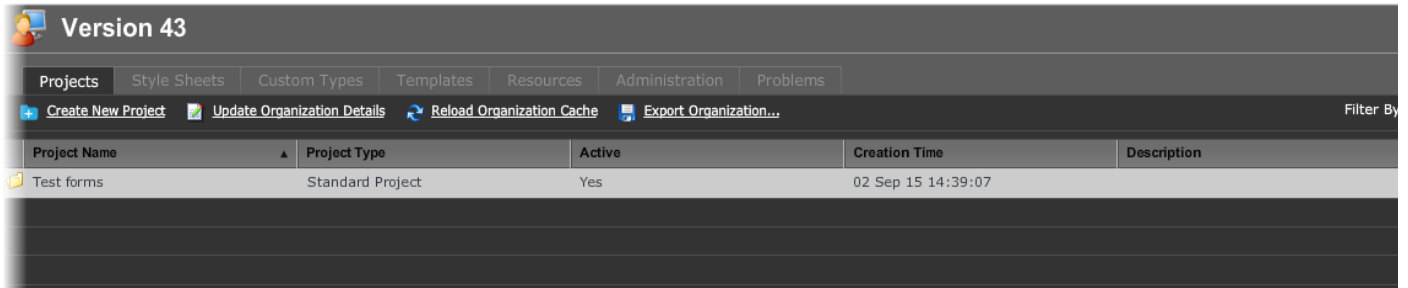 Version 43
Projects Style Sheets Custom Types Templates Resources Administration Problems
Create New Project Update Organization Details Reload Organization Cache Export Organization... Filter By
Project Name Project Type Active Creation Time Description
Test forms Standard Project Yes 02 Sep 15 14:39:07